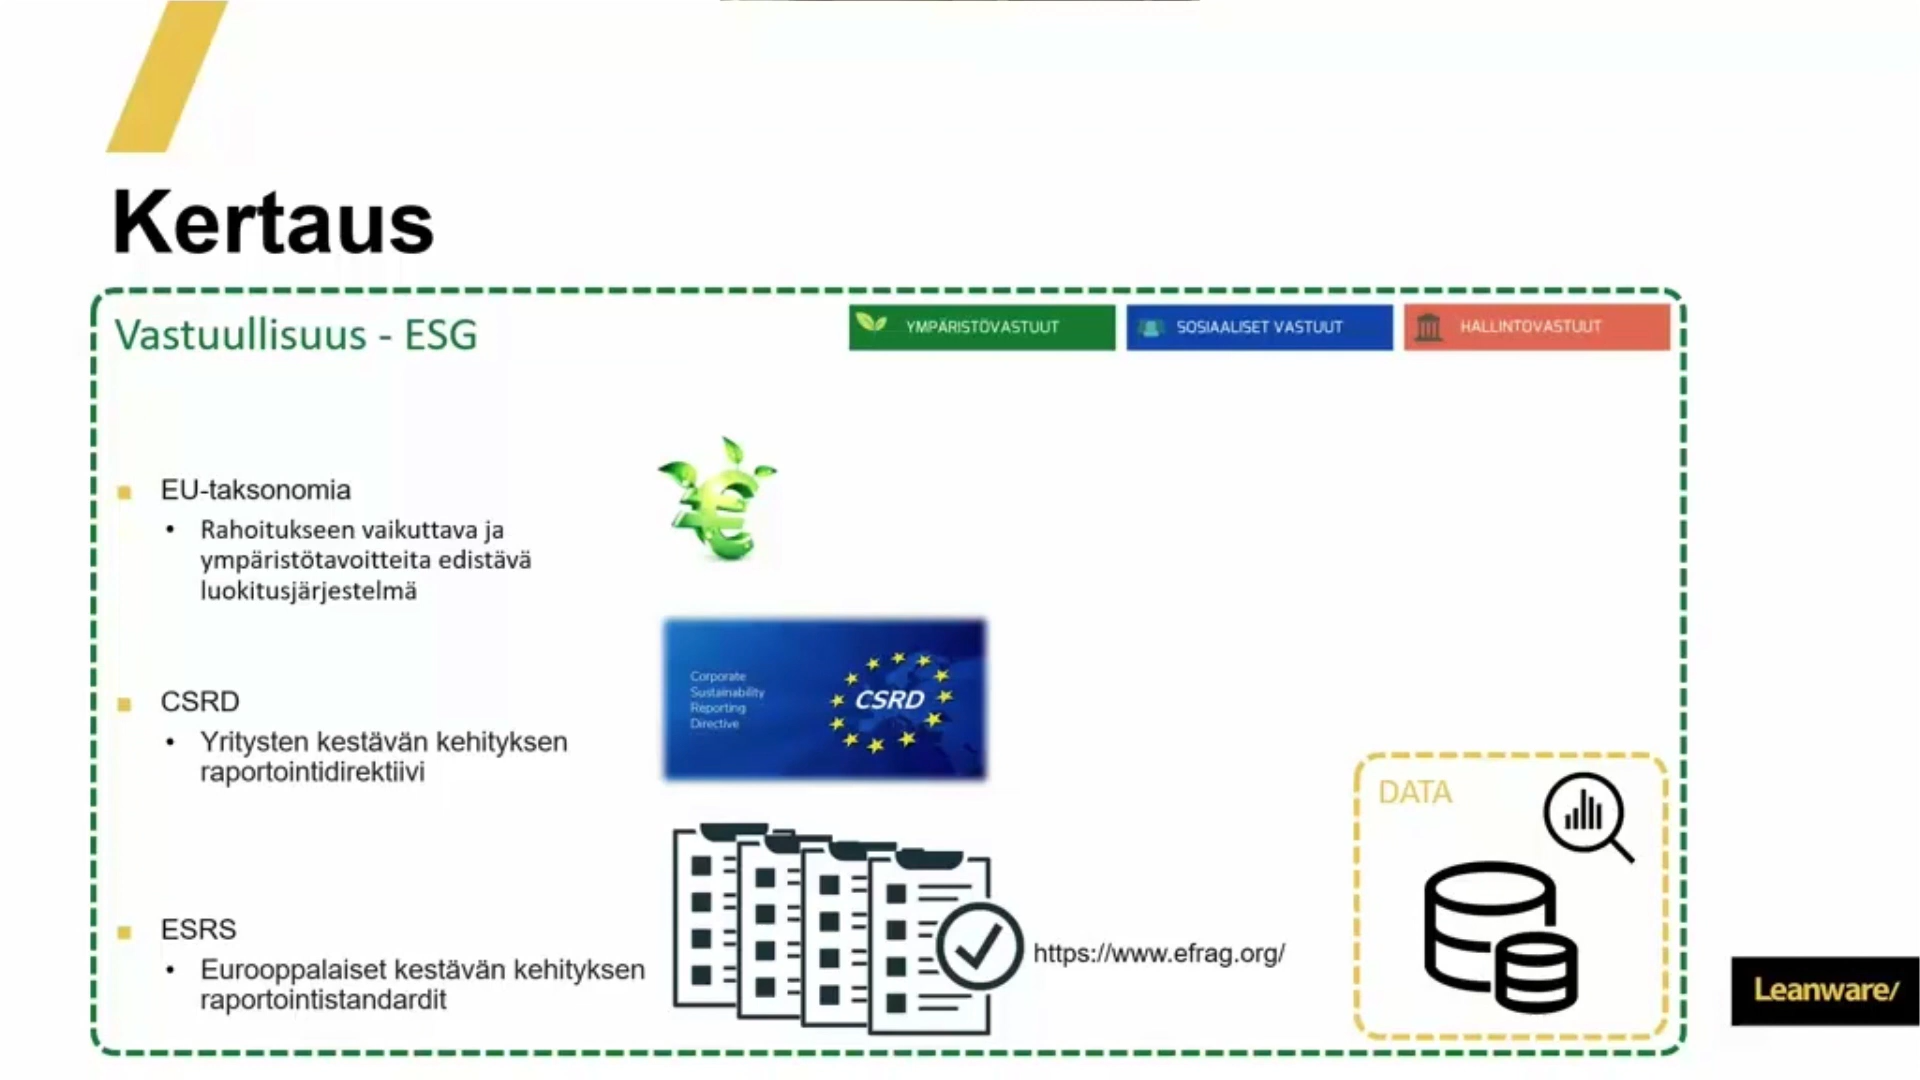 Kertaus
Vastuullisuus - ESG
YMPÄRISTÖVASTUUT
SOSIAALISET VASTUUT
HALLINTOVASTUUT
EU-taksonomia
Rahoitukseen vaikuttava ja
ympäristötavoitteita edistävä
luokitusjärjestelmä
CSRD
Yritysten kestävän kehityksen
raportointidirektiivi
Corporate
Sustainability
Reporting
Directive
CSRD
ESRS
Eurooppalaiset kestävän kehityksen
raportointistandardit
https://www.efrag.org/
DATA
Leanware/